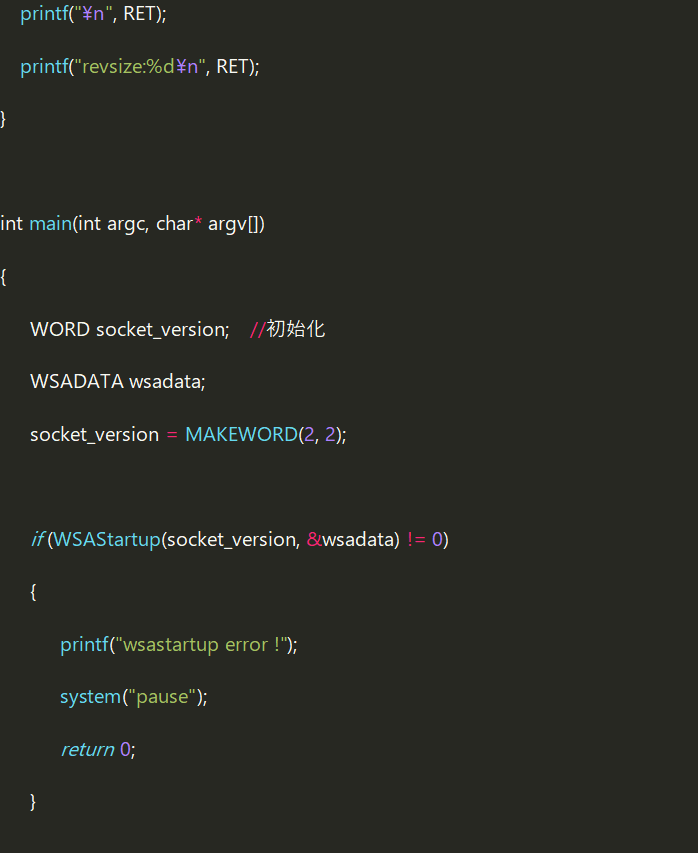 printf("¥n", RET);
printf("revsize:%d¥n", RET);
}
int main(int argc, char* argv[])
{
WORD socket_version; //初始化
WSADATA wsadata;
socket_version = MAKEWORD(2, 2);
if (WSAStartup(socket_version, &wsadata) != 0)
{
printf("wsastartup error !");
system("pause");
return 0;
}